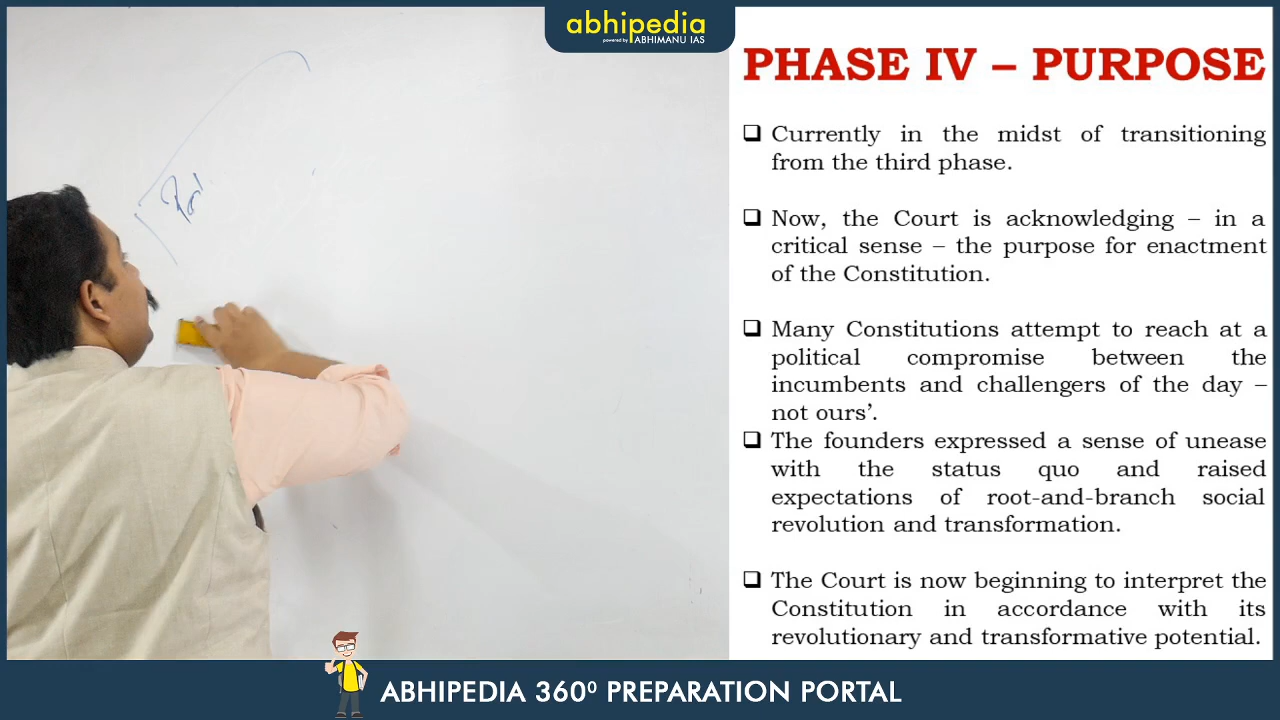 abhipedia
powered by ABHIMANU IAS
PHASE IV – PURPOSE
❑ Currently in the midst of transitioning
from the third phase.
❑ Now, the Court is acknowledging – in a
critical sense – the purpose for enactment
of the Constitution.
❑ Many Constitutions attempt to reach at a
political compromise between the
incumbents and challengers of the day –
not ours’.
❑ The founders expressed a sense of unease
with the status quo and raised
expectations of root-and-branch social
revolution and transformation.
❑ The Court is now beginning to interpret the
Constitution in accordance with its
revolutionary and transformative potential.
ABHIPEDIA 360⁰ PREPARATION PORTAL